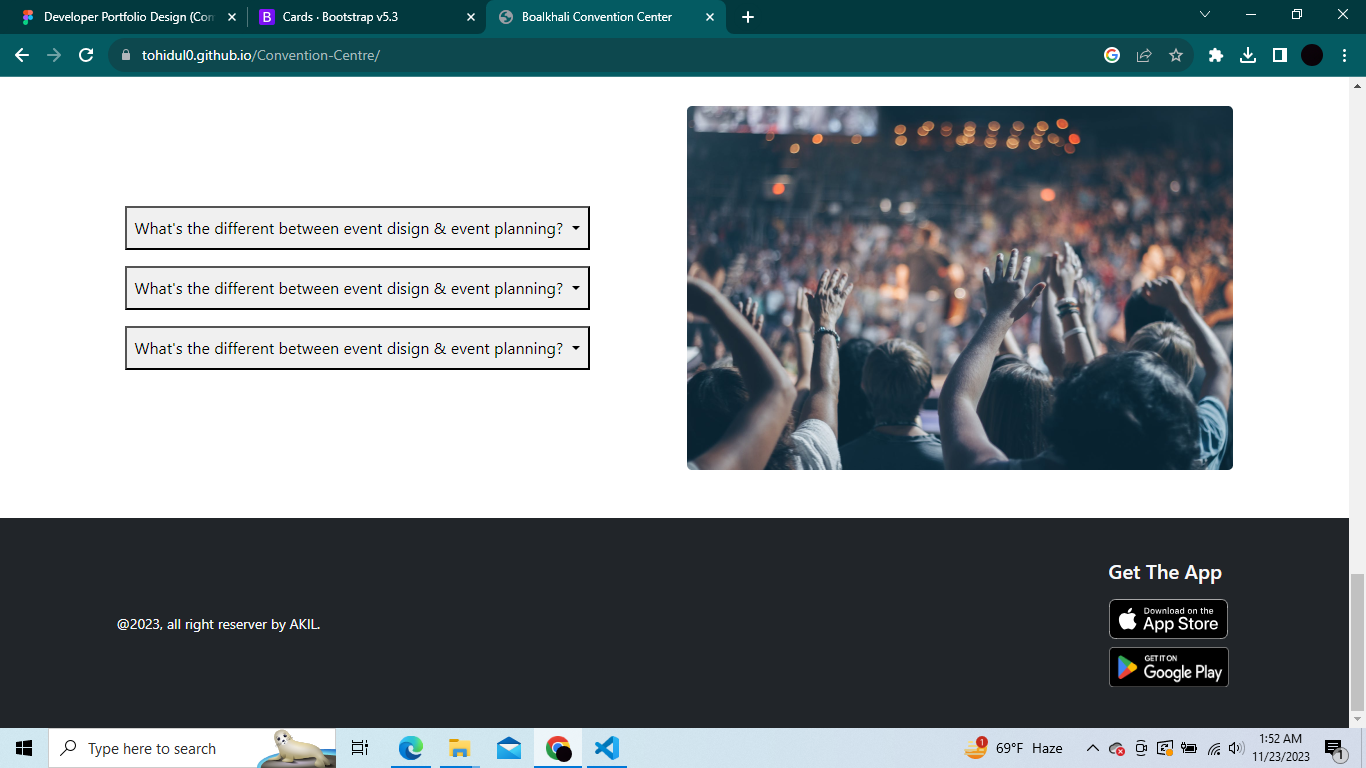 Developer Portfolio Design (Con
Cards · Bootstrap v5.3
Boalkhali Convention Center
tohidul0.github.io/Convention-Centre/
What's the different between event disign & event planning?
What's the different between event disign & event planning?
What's the different between event disign & event planning?
Get The App
Download on the
App Store
@2023, all right reserver by AKIL.
GET IT ON
Google Play
Type here to search
1
69°F Haze
1:52 AM
11/23/2023
1